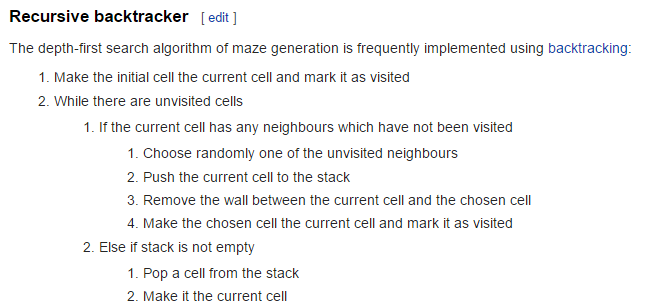 Recursive backtracker [ edit ]
The depth-first search algorithm of maze generation is frequently implemented using backtracking:
1. Make the initial cell the current cell and mark it as visited
2. While there are unvisited cells
1. If the current cell has any neighbours which have not been visited
1. Choose randomly one of the unvisited neighbours
2. Push the current cell to the stack
3. Remove the wall between the current cell and the chosen cell
4. Make the chosen cell the current cell and mark it as visited
2. Else if stack is not empty
1. Pop a cell from the stack
2. Make it the current cell